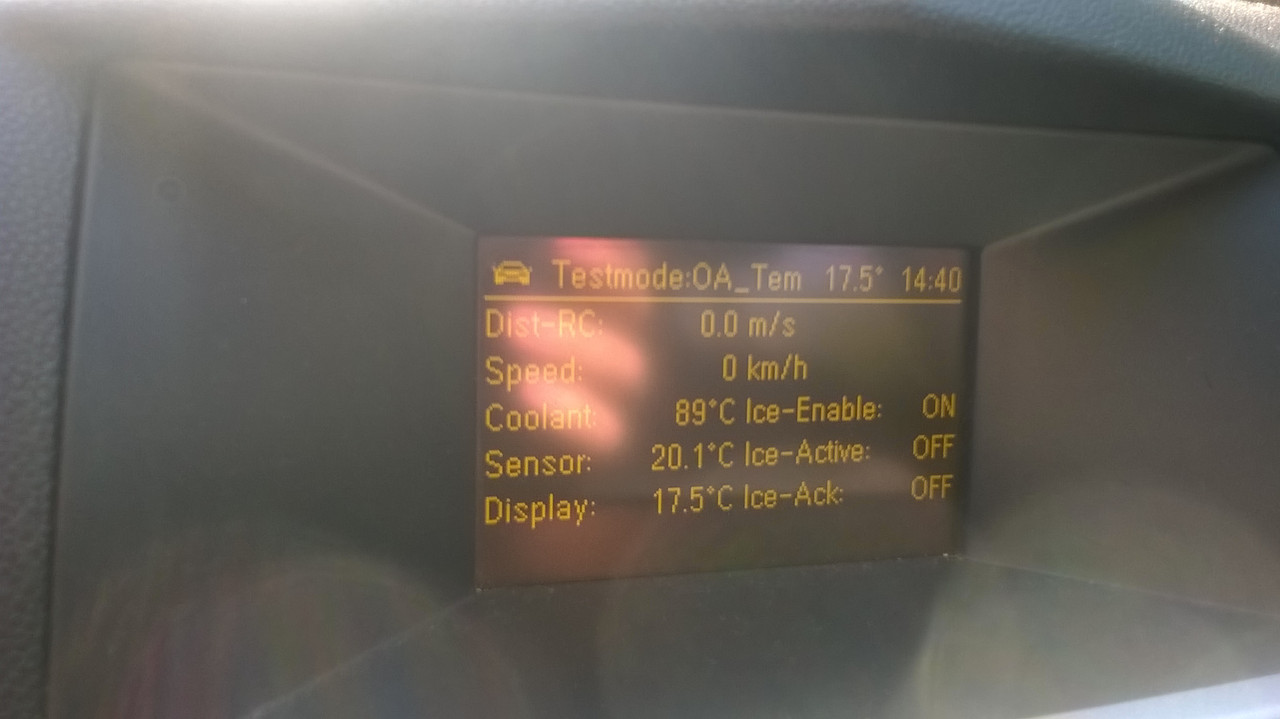 Testmode:OA_Tem 17.5° 14:40
Dist-RC: 0.0 m/s
Speed: 0 km/h
Coolant: 89°C Ice-Enable: ON
Sensor: 20.1°C Ice-Active: OFF
Display: 17.5°C Ice-Ack: OFF